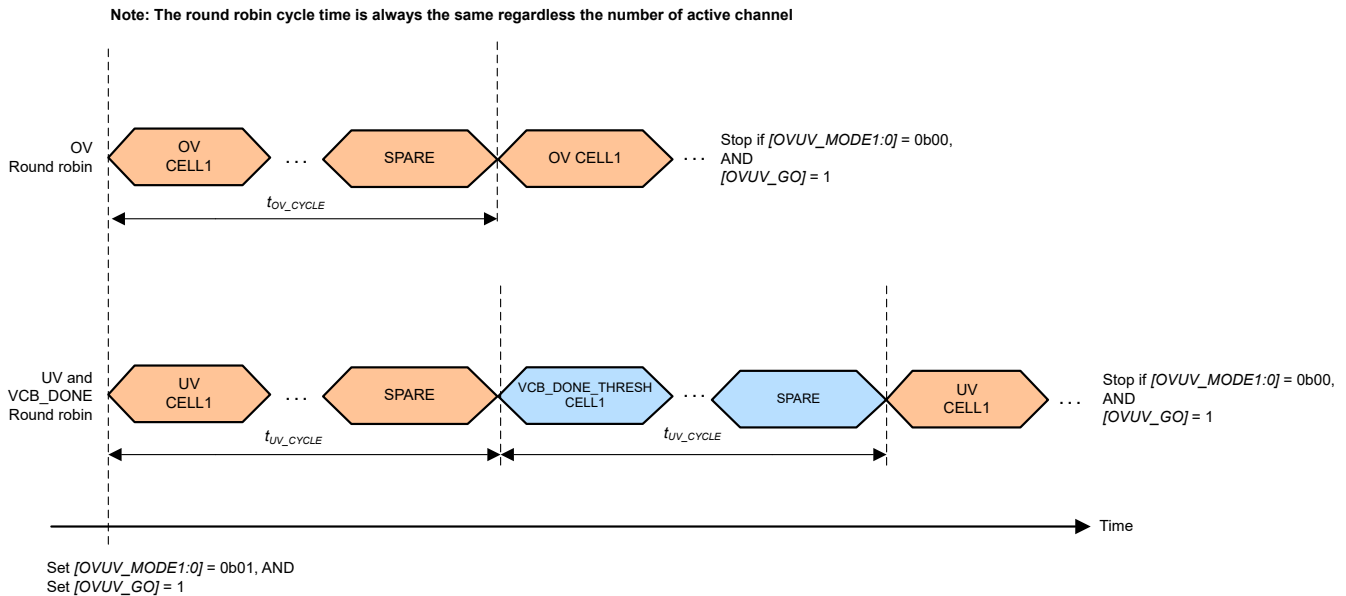 Note: The round robin cycle time is always the same regardless the number of active channel
OV
Round robin
OV
CELL1
. . .
SPARE
OV CELL1
. . .
Stop if [OVUV_MODE1:0] = 0b00,
AND
[OVUV_GO] = 1
tOV_CYCLE
UV and
VCB_DONE
Round robin
UV
CELL1
. . .
SPARE
VCB_DONE_THRESH
CELL1
. . .
SPARE
UV
CELL1
. . .
Stop if [OVUV_MODE1:0] = 0b00,
AND
[OVUV_GO] = 1
tUV_CYCLE
tUV_CYCLE
Time
Set [OVUV_MODE1:0] = 0b01, AND
Set [OVUV_GO] = 1